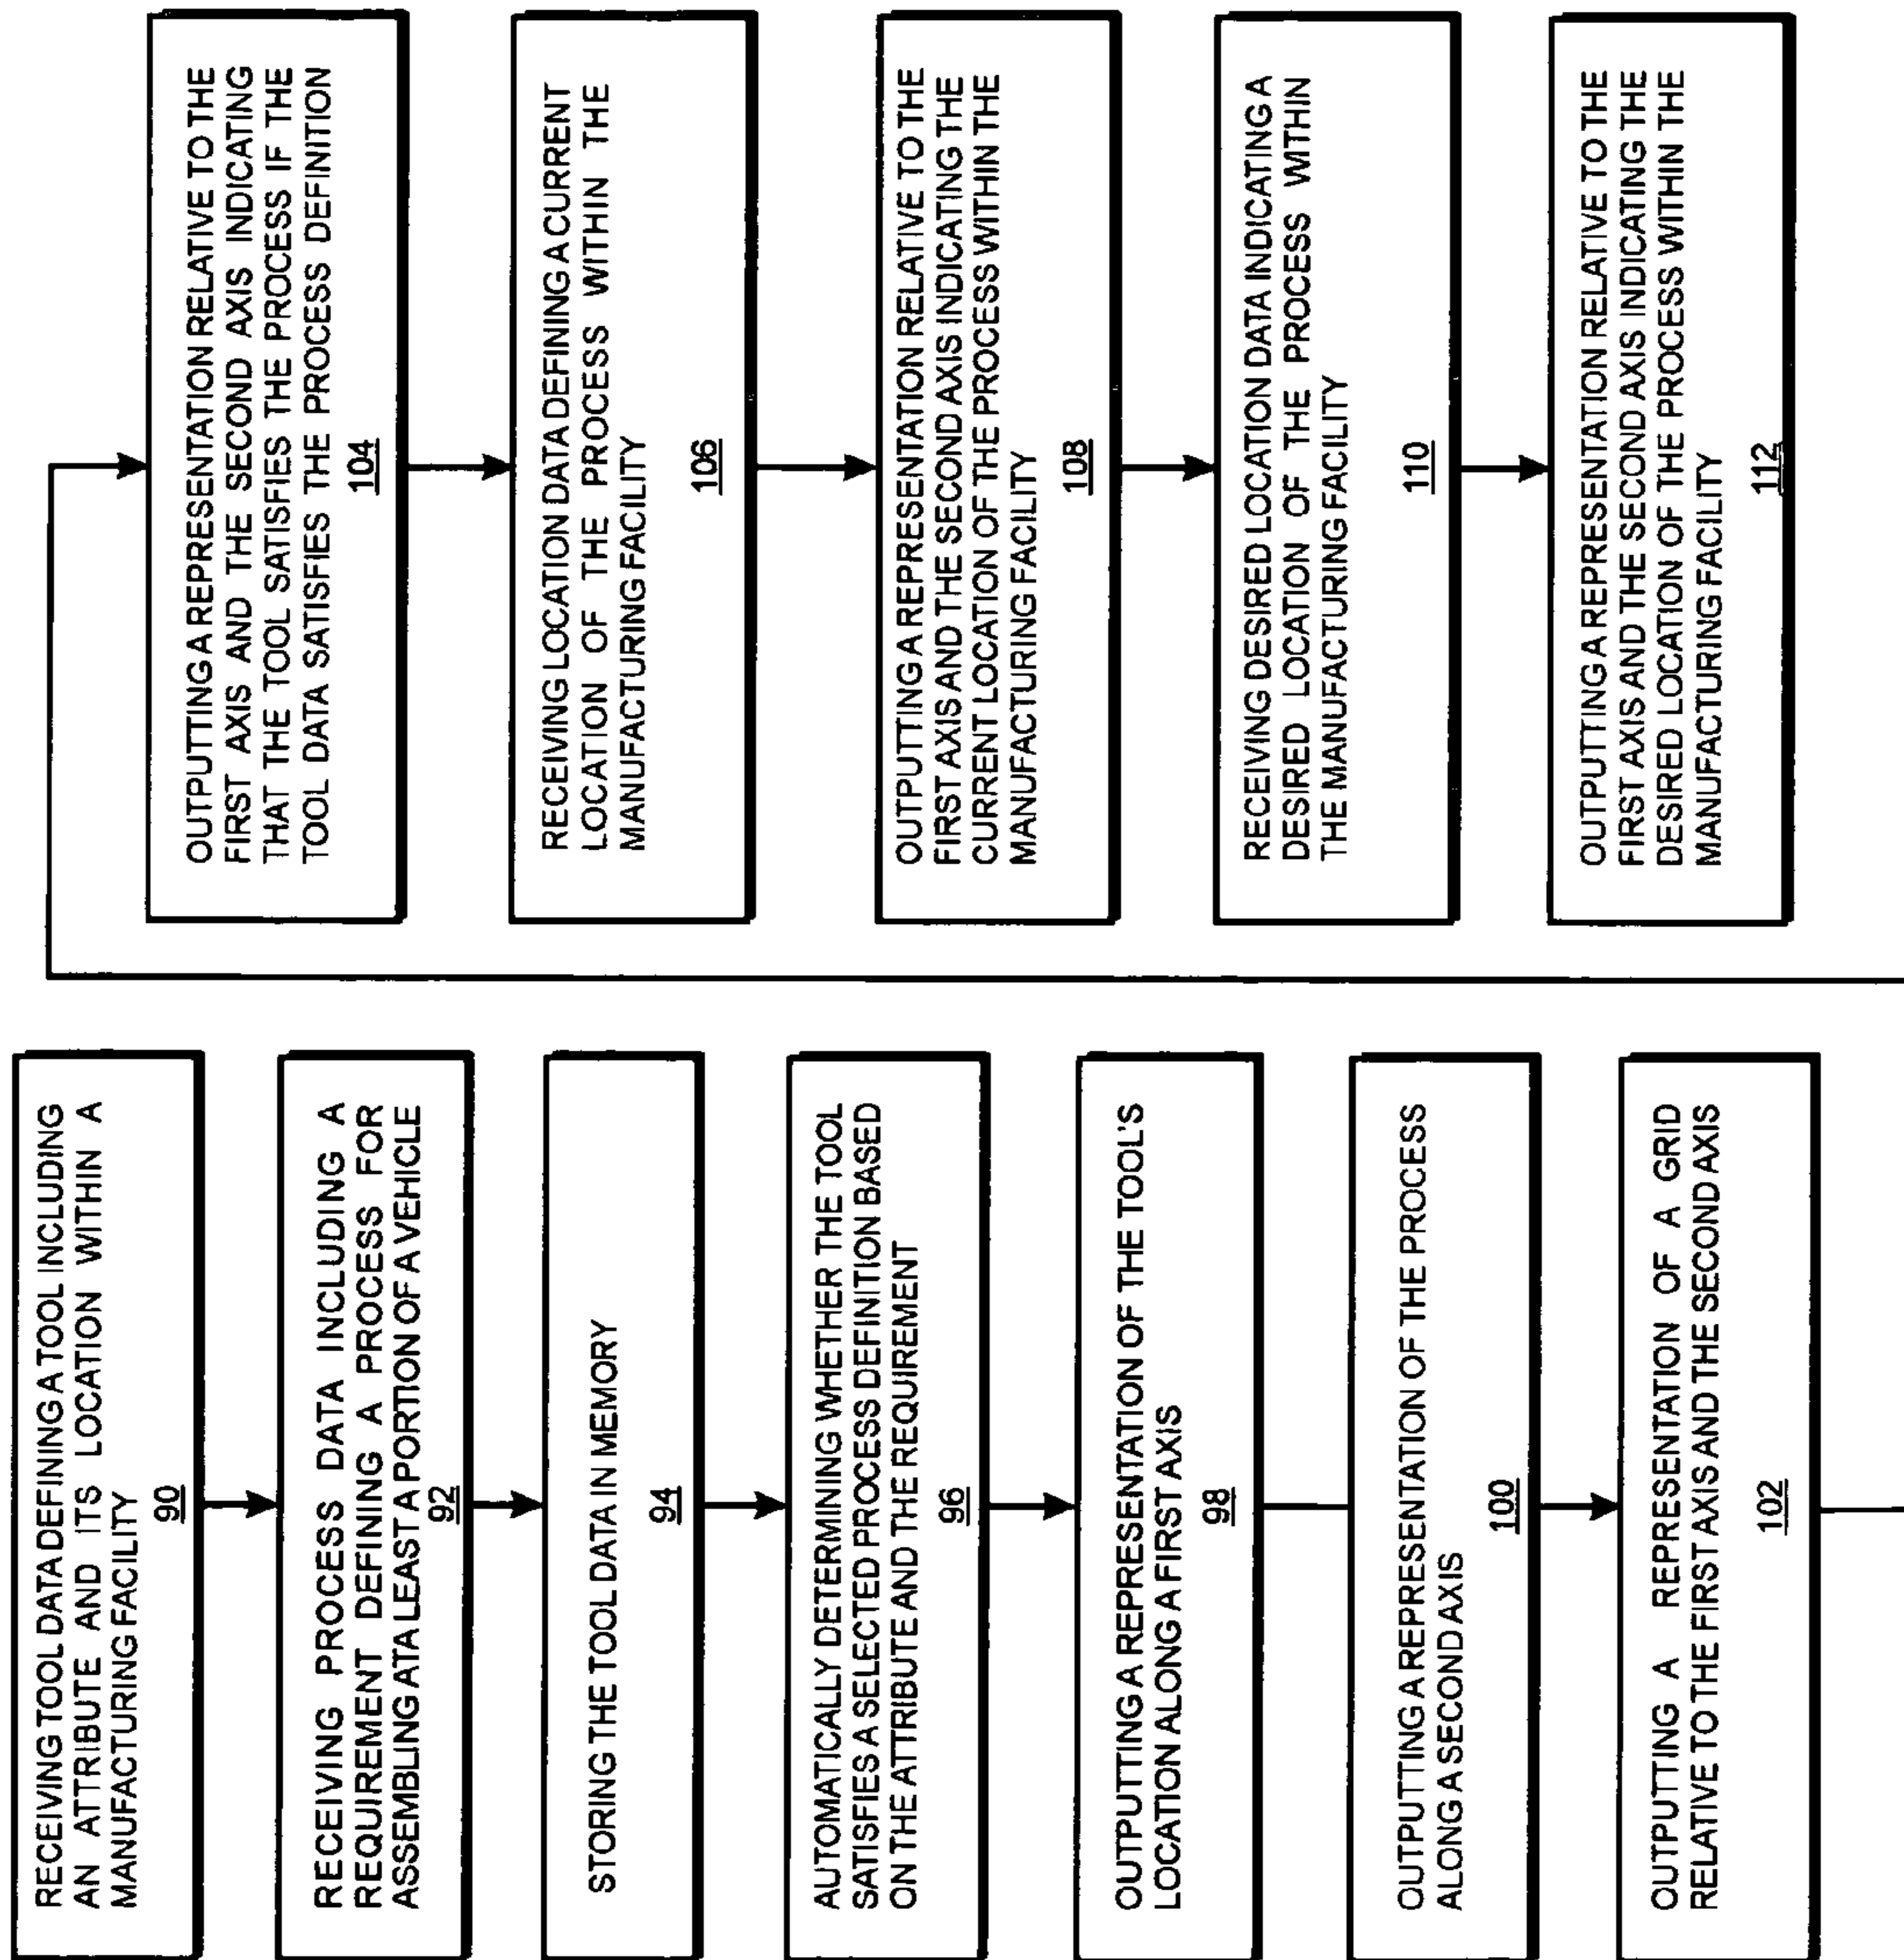 RECEIVING TOOL DATA DEFINING A TOOL INCLUDING
AN ATTRIBUTE AND ITS LOCATION WITHIN A
MANUFACTURING FACILITY
90
RECEIVING PROCESS DATA INCLUDING A
REQUIREMENT DEFINING A PROCESS FOR
ASSEMBLING AT A LEAST A PORTION OF A VEHICLE
92
STORING THE TOOL DATA IN MEMORY
94
AUTOMATICALLY DETERMINING WHETHER THE TOOL
SATISFIES A SELECTED PROCESS DEFINITION BASED
ON THE ATTRIBUTE AND THE REQUIREMENT
96
OUTPUTTING A REPRESENTATION OF THE TOOL'S
LOCATION ALONG A FIRST AXIS
98
OUTPUTTING A REPRESENTATION OF THE PROCESS
ALONG A SECOND AXIS
100
OUTPUTTING A REPRESENTATION OF A GRID
RELATIVE TO THE FIRST AXIS AND THE SECOND AXIS
102
OUTPUTTING A REPRESENTATION RELATIVE TO THE
FIRST AXIS AND THE SECOND AXIS INDICATING
THAT THE TOOL SATISFIES THE PROCESS IF THE
TOOL DATA SATISFIES THE PROCESS DEFINITION
104
RECEIVING LOCATION DATA DEFINING A CURRENT
LOCATION OF THE PROCESS WITHIN THE
MANUFACTURING FACILITY
106
OUTPUTTING A REPRESENTATION RELATIVE TO THE
FIRST AXIS AND THE SECOND AXIS INDICATING THE
CURRENT LOCATION OF THE PROCESS WITHIN THE
MANUFACTURING FACILITY
108
RECEIVING DESIRED LOCATION DATA INDICATING A
DESIRED LOCATION OF THE PROCESS WITHIN
THE MANUFACTURING FACILITY
110
OUTPUTTING A REPRESENTATION RELATIVE TO THE
FIRST AXIS AND THE SECOND AXIS INDICATING THE
DESIRED LOCATION OF THE PROCESS WITHIN THE
MANUFACTURING FACILITY
112